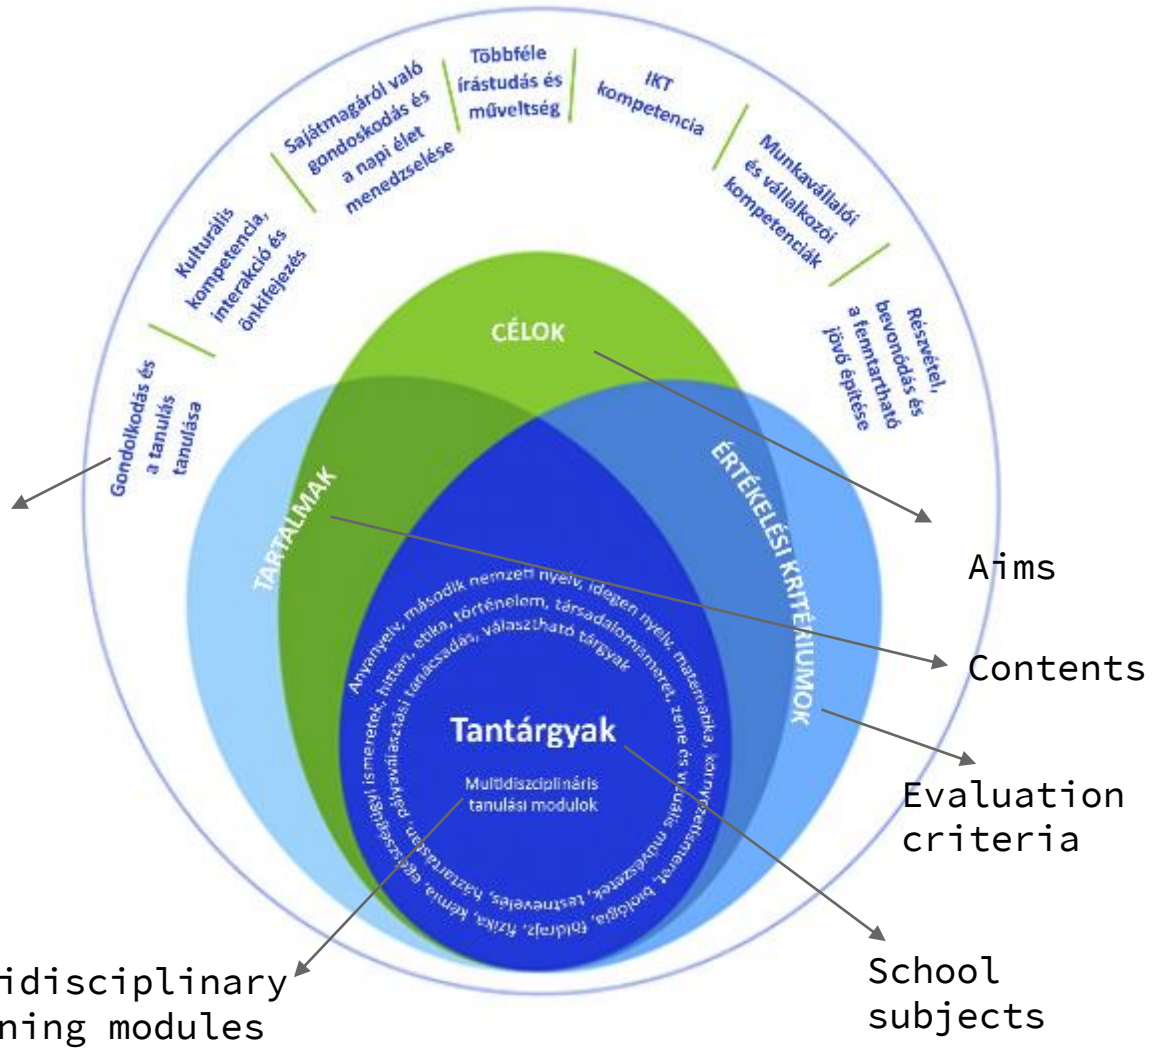 Gondolkodás és
a tanulás
tanulása
Kulturális
kompetencia,
interakció és
önkifejezés
Sajátmagáról való
gondoskodás és
a napi élet
menedzselése
Többféle
írástudás és
műveltség
IKT
kompetencia
Munkavállalói
és vállalkozói
kompetenciák
Részvétel,
bevonódás és
a fenntartható
jövő építése
CÉLOK
TARTALMAK
ÉRTÉKELÉSI KRITÉRIUMOK
Anyanyelv, második nemzeti nyelv, idegen nyelv, matematika, környezetismeret, biológia, földrajz, fizika, kémia, egészségügyi ismeretek, hittan, etika, történelem, társadalomismeret, zene és vizuális művészetek, testnevelés, háztartástan, pályaválasztási tanácsadás, választható tárgyak
Tantárgyak
Multidiszciplináris
tanulási modulok
Aims
Contents
Evaluation
criteria
School
subjects
idisciplinary
ning modules